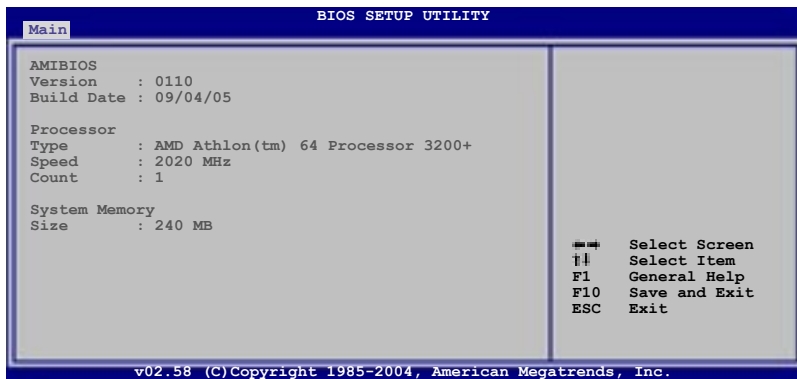 BIOS SETUP UTILITY
Main
AMIBIOS
Version : 0110
Build Date : 09/04/05
Processor
Type : AMD Athlon(tm) 64 Processor 3200+
Speed : 2020 MHz
Count : 1
System Memory
Size : 240 MB
←→ Select Screen
↑↓ Select Item
F1 General Help
F10 Save and Exit
ESC Exit
v02.58 (C)Copyright 1985-2004, American Megatrends, Inc.